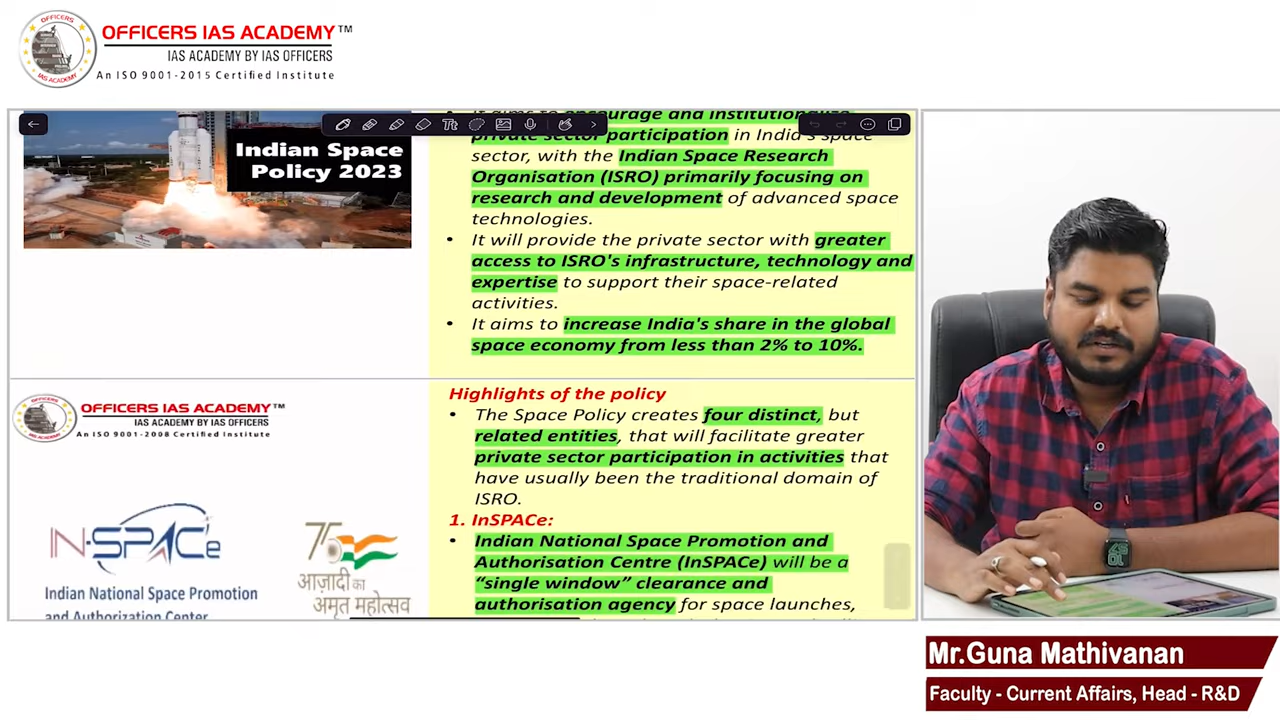 OFFICERS IAS ACADEMY™
IAS ACADEMY BY IAS OFFICERS
An ISO 9001-2015 Certified Institute
Indian Space
Policy 2023
It aims to encourage and institutionalize
private sector participation in India's space
sector, with the Indian Space Research
Organisation (ISRO) primarily focusing on
research and development of advanced space
technologies.
• It will provide the private sector with greater
access to ISRO's infrastructure, technology and
expertise to support their space-related
activities.
• It aims to increase India's share in the global
space economy from less than 2% to 10%.
OFFICERS IAS ACADEMY™
IAS ACADEMY BY IAS OFFICERS
An ISO 9001-2008 Certified Institute
Highlights of the policy
• The Space Policy creates four distinct, but
related entities, that will facilitate greater
private sector participation in activities that
have usually been the traditional domain of
ISRO.
1. InSPACe:
• Indian National Space Promotion and
Authorisation Centre (InSPACe) will be a
“single window” clearance and
authorisation agency for space launches,
IN-SPACe
Indian National Space Promotion
and Authorization Center
75
आज़ादी का
अमृत महोत्सव
Mr.Guna Mathivanan
Faculty - Current Affairs, Head - R&D